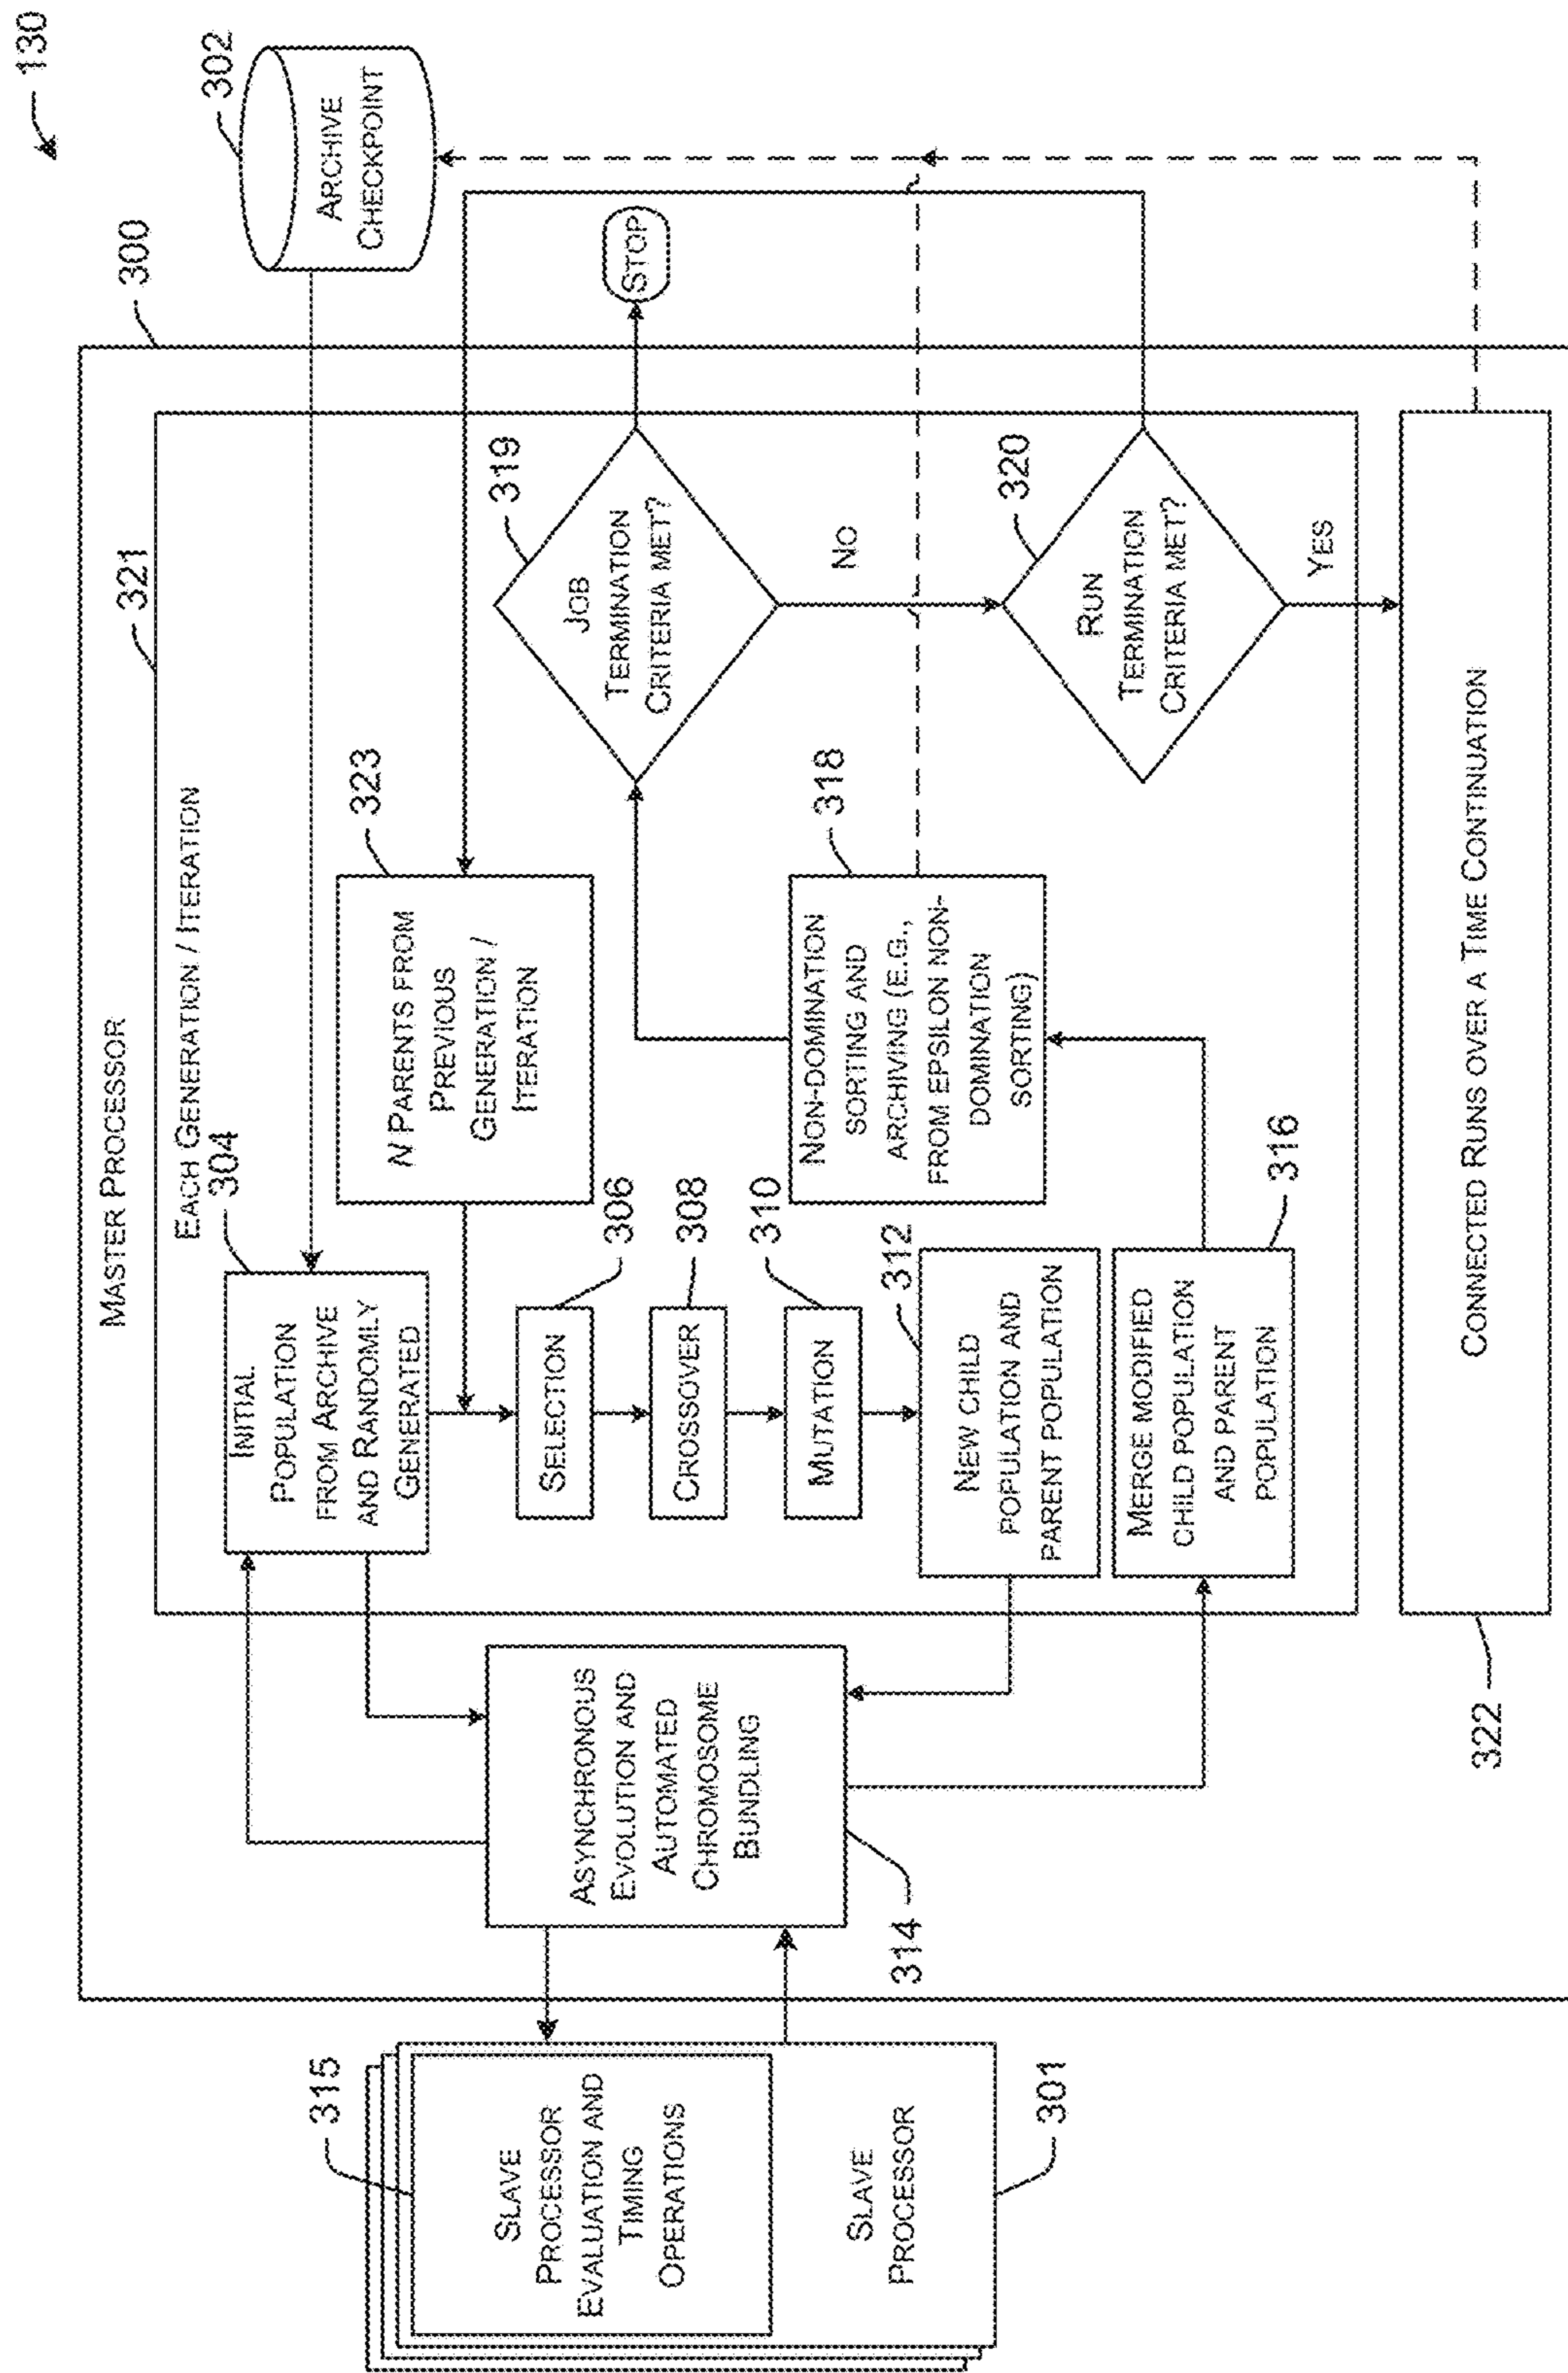 130
MASTER PROCESSOR
300
302
ARCHIVE
CHECKPOINT
321
EACH GENERATION / ITERATION
304
INITIAL
POPULATION
FROM ARCHIVE
AND RANDOMLY
GENERATED
323
N PARENTS FROM
PREVIOUS
GENERATION /
ITERATION
306
SELECTION
308
CROSSOVER
310
MUTATION
312
NEW CHILD
POPULATION AND
PARENT POPULATION
316
MERGE MODIFIED
CHILD POPULATION
AND PARENT
POPULATION
318
NON-DOMINATION
SORTING AND
ARCHIVING (E.G.,
FROM EPSILON NON-
DOMINATION
SORTING)
319
JOB
TERMINATION
CRITERIA MET?
STOP
NO
320
RUN
TERMINATION
CRITERIA MET?
YES
315
SLAVE
PROCESSOR
EVALUATION AND
TIMING
OPERATIONS
SLAVE
PROCESSOR
301
ASYNCHRONOUS
EVOLUTION AND
AUTOMATED
CHROMOSOME
BUNDLING
314
322
CONNECTED RUNS OVER A TIME CONTINUATION